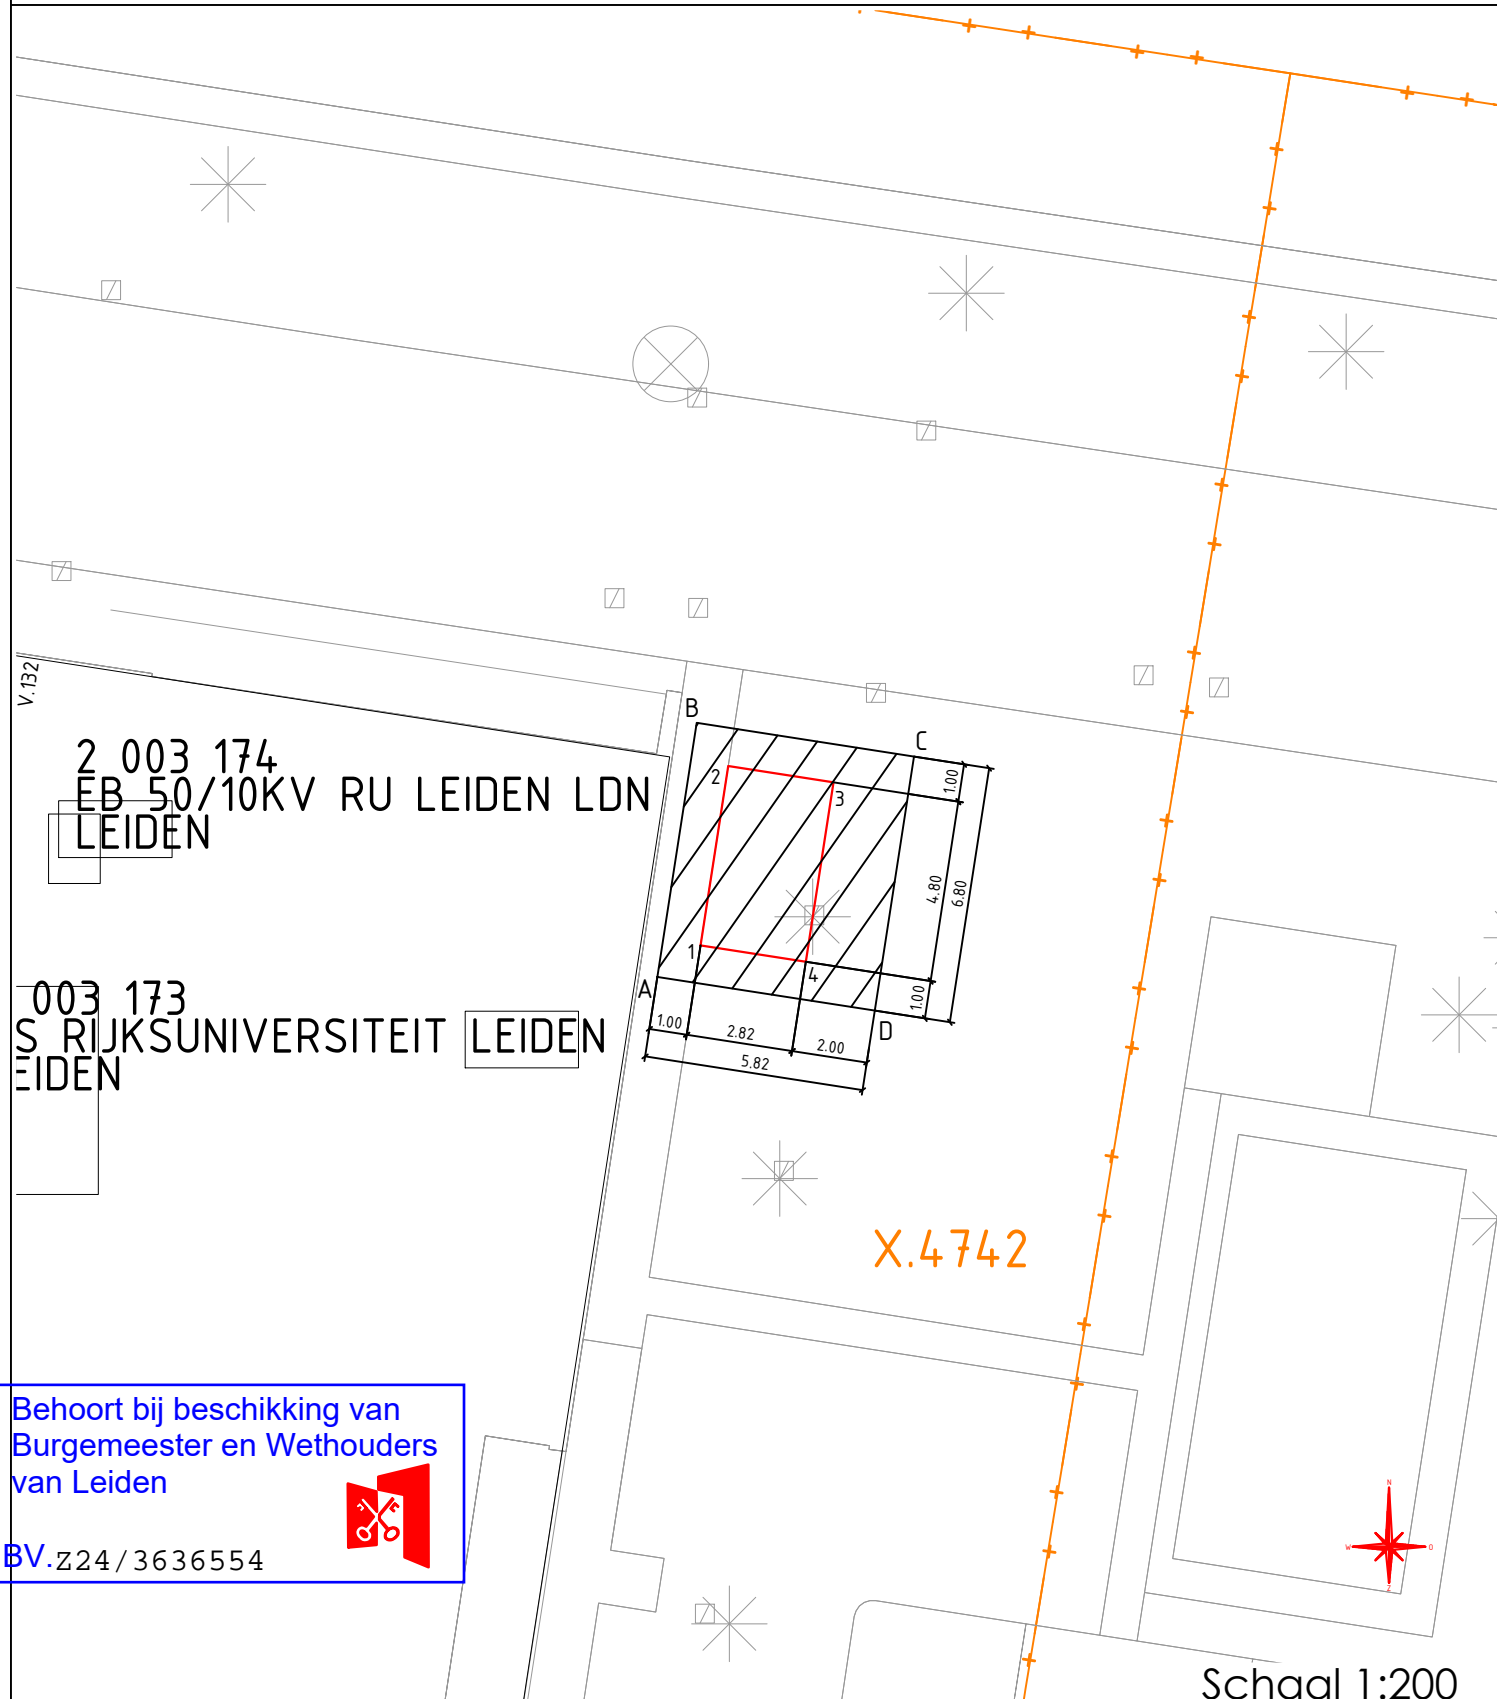 V.132
2 003 174
EB 50/10KV RU LEIDEN LDN
LEIDEN
003 173
S RIJKSUNIVERSITEIT LEIDEN
EIDEN
B
C
2
3
1
4
A
D
1.00
4.80
6.80
1.00
1.00
2.82
2.00
5.82
X.4742
Behoort bij beschikking van
Burgemeester en Wethouders
van Leiden
BV.Z24/3636554
N
W
O
Z
Schaal 1:200